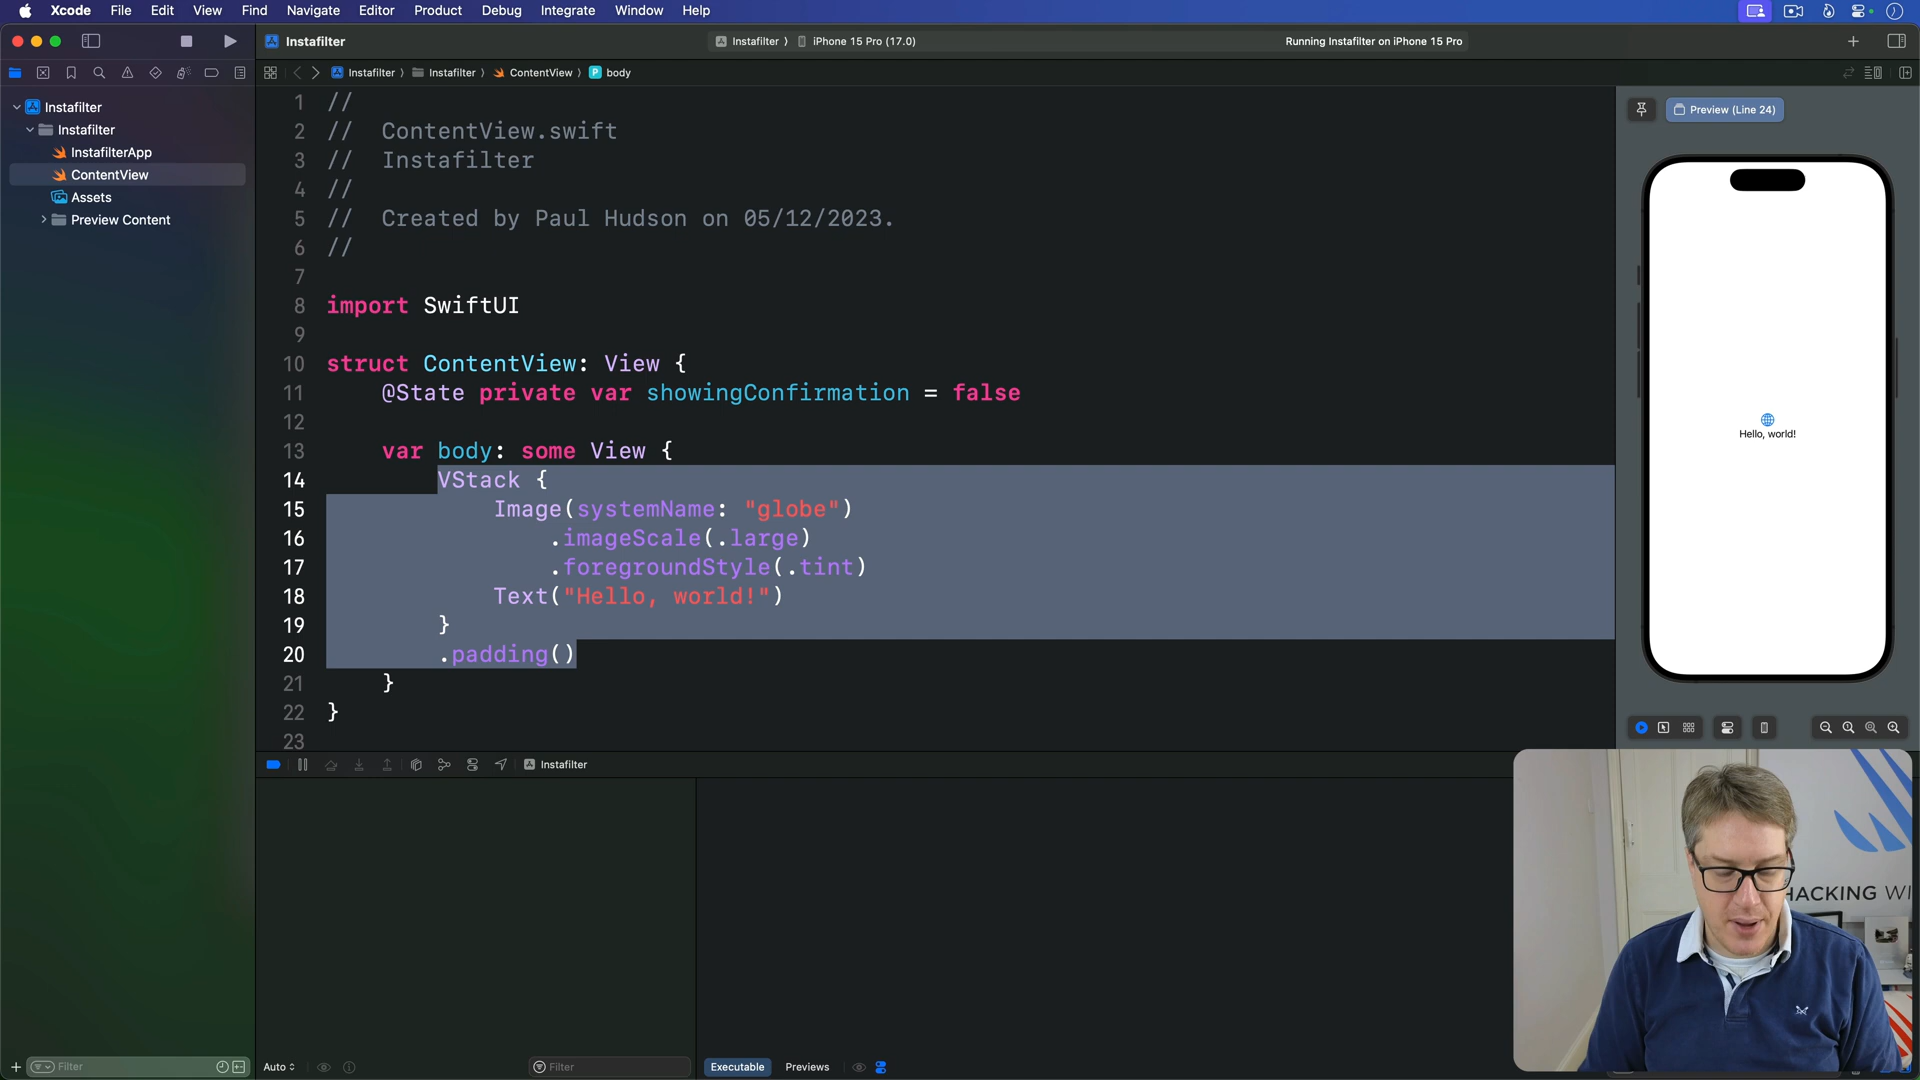 Xcode File Edit View Find Navigate Editor Product Debug Integrate Window Help
Instafilter
Instafilter 〉 iPhone 15 Pro (17.0)
Running Instafilter on iPhone 15 Pro
Instafilter 〉 Instafilter 〉 ContentView 〉 P body
Instafilter
Instafilter
InstafilterApp
ContentView
Assets
Preview Content
1 //
2 //  ContentView.swift
3 //  Instafilter
4 //
5 //  Created by Paul Hudson on 05/12/2023.
6 //
7
8 import SwiftUI
9
10 struct ContentView: View {
11     @State private var showingConfirmation = false
12
13     var body: some View {
14         VStack {
15             Image(systemName: "globe")
16                 .imageScale(.large)
17                 .foregroundStyle(.tint)
18             Text("Hello, world!")
19         }
20         .padding()
21     }
22 }
23
Preview (Line 24)
Hello, world!
Instafilter
HACKING WI
Filter
Auto
Filter
Executable
Previews